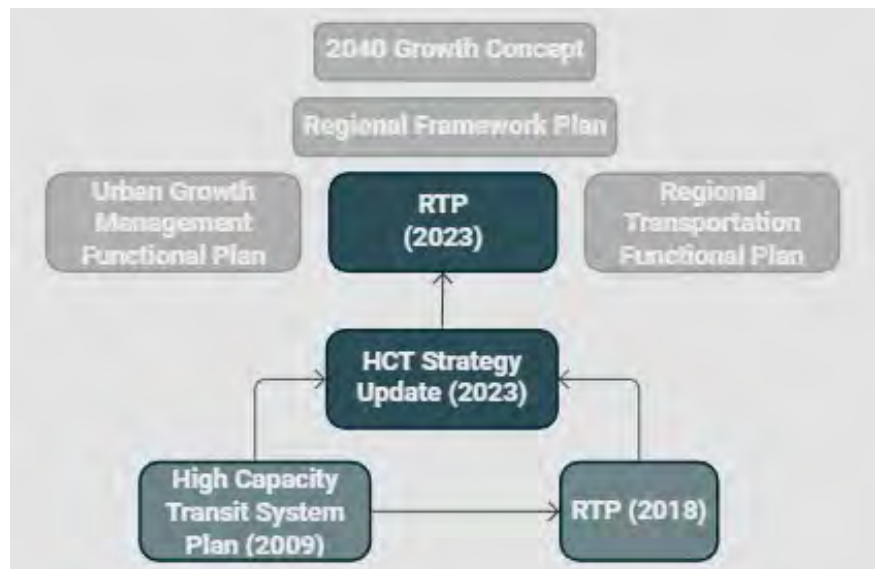 2040 Growth Concept
Regional Framework Plan
Urban Growth
Management
Functional Plan
RTP
(2023)
Regional
Transportation
Functional Plan
HCT Strategy
Update (2023)
High Capacity
Transit System
Plan (2009)
RTP (2018)